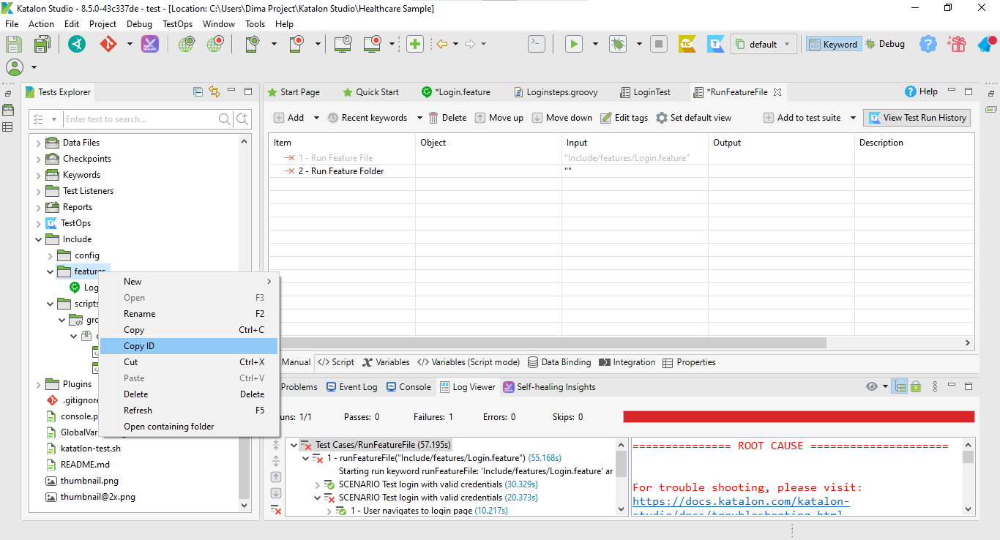 Katalon Studio - 8.5.0-43c337de - test - [Location: C:\Users\Dima Project\Katalon Studio\Healthcare Sample]
File Action Edit Project Debug TestOps Window Tools Help
default
Keyword
Debug
Tests Explorer
Start Page
Quick Start
*Login.feature
Loginsteps.groovy
LoginTest
*RunFeatureFile
Help
Enter text to search...
Add
Recent keywords
Delete
Move up
Move down
Edit tags
Set default view
Add to test suite
View Test Run History
Item Object Input Output Description
1 - Run Feature File "Include/features/Login.feature"
2 - Run Feature Folder ""
Data Files
Checkpoints
Keywords
Test Listeners
Reports
TestOps
Include
config
features
Log
scripts
gro
Plugins
.gitignore
console.p
GlobalVar
katatlon-test.sh
README.md
thumbnail.png
thumbnail@2x.png
New
Open F3
Rename F2
Copy Ctrl+C
Copy ID
Cut Ctrl+X
Paste Ctrl+V
Delete Delete
Refresh F5
Open containing folder
Manual
</> Script
Variables
</> Variables (Script mode)
Data Binding
Integration
Properties
Problems
Event Log
Console
Log Viewer
Self-healing Insights
uns: 1/1 Passes: 0 Failures: 1 Errors: 0 Skips: 0
Test Cases/RunFeatureFile (57.195s)
1 - runFeatureFile("Include/features/Login.feature") (55.168s)
Starting run keyword runFeatureFile: 'Include/features/Login.feature' ar
SCENARIO Test login with valid credentials (30.329s)
SCENARIO Test login with valid credentials (20.373s)
1 - User navigates to login page (10.217s)
=============== ROOT CAUSE =====================
For trouble shooting, please visit:
https://docs.katalon.com/katalon-
studio/docs/troubleshooting.html